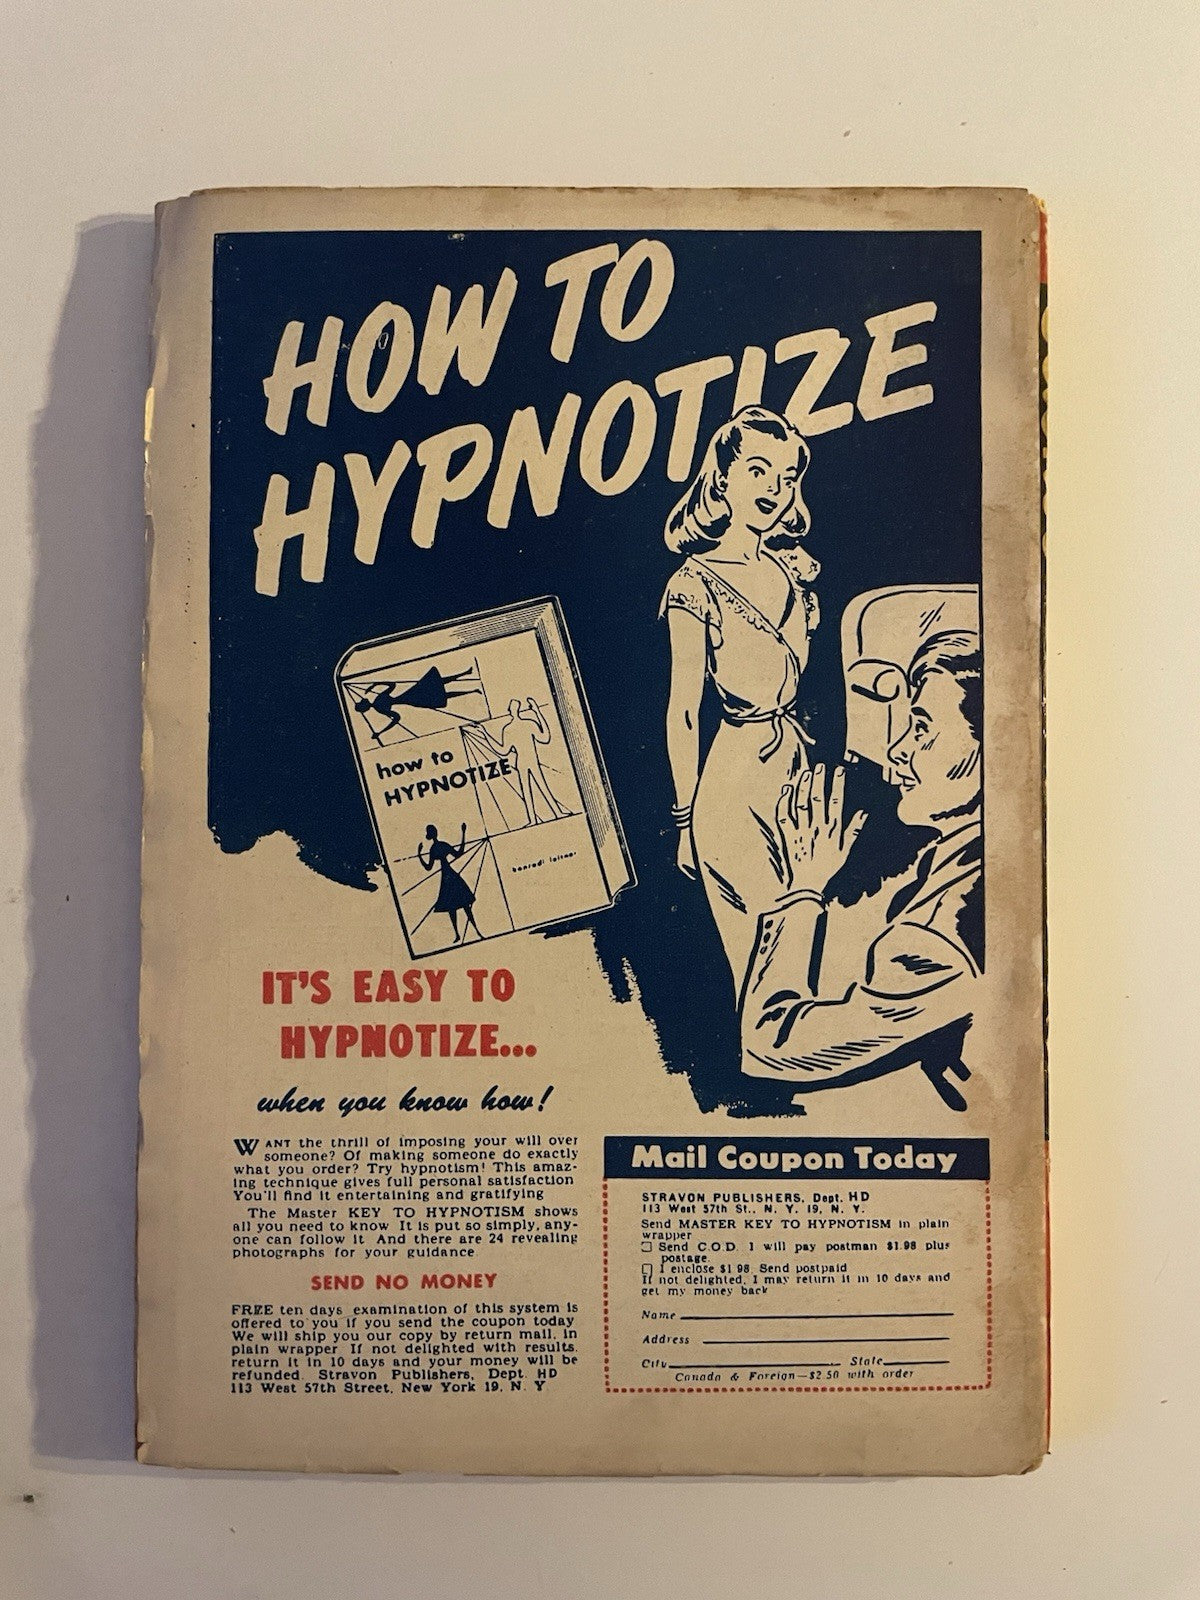 HOW TO
HYPNOTIZE
how to
HYPNOTIZE
konradi leitner
IT'S EASY TO
HYPNOTIZE...
when you know how!
WANT the thrill of imposing your will over
someone? Of making someone do exactly
what you order? Try hypnotism! This amaz-
ing technique gives full personal satisfaction
You'll find it entertaining and gratifying
The Master KEY TO HYPNOTISM shows
all you need to know It is put so simply, any-
one can follow it And there are 24 revealing
photographs for your guidance
SEND NO MONEY
FREE ten days examination of this system is
offered to you if you send the coupon today
We will ship you our copy by return mail, in
plain wrapper If not delighted with results.
return it in 10 days and your money will be
refunded. Stravon Publishers, Dept. HD
113 West 57th Street, New York 19, N. Y.
Mail Coupon Today
STRAVON PUBLISHERS, Dept. HD
113 West 57th St., N. Y. 19, N. Y.
Send MASTER KEY TO HYPNOTISM in plain
wrapper
Send C.O.D. I will pay postman $1.98 plus
postage.
I enclose $1.98. Send postpaid
If not delighted, I may return it in 10 days and
get my money back
Name
Address
City State
Canada & Foreign—$2.50 with order